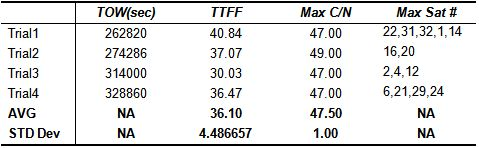 TOW(sec) TTFF Max C/N Max Sat #
Trial1 262820 40.84 47.00 22,31,32,1,14
Trial2 274286 37.07 49.00 16,20
Trial3 314000 30.03 47.00 2,4,12
Trial4 328860 36.47 47.00 6,21,29,24
AVG NA 36.10 47.50 NA
STD Dev NA 4.486657 1.00 NA